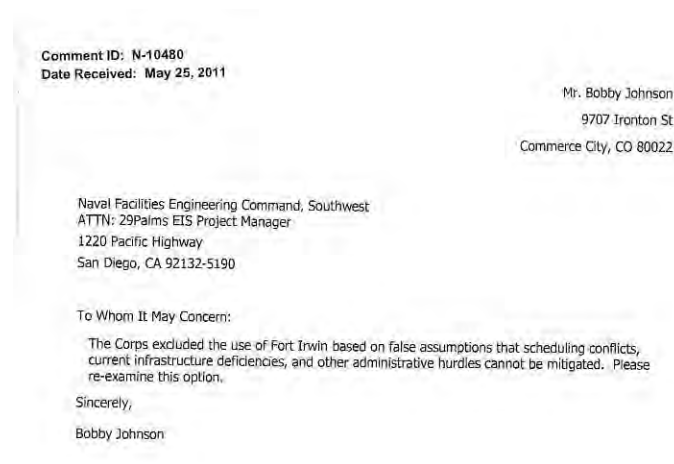 Comment ID: N-10480
Date Received: May 25, 2011
Mr. Bobby Johnson
9707 Ironton St
Commerce City, CO 80022
Naval Facilities Engineering Command, Southwest
ATTN: 29Palms EIS Project Manager
1220 Pacific Highway
San Diego, CA 92132-5190
To Whom It May Concern:
The Corps excluded the use of Fort Irwin based on false assumptions that scheduling conflicts,
current infrastructure deficiencies, and other administrative hurdles cannot be mitigated. Please
re-examine this option.
Sincerely,
Bobby Johnson